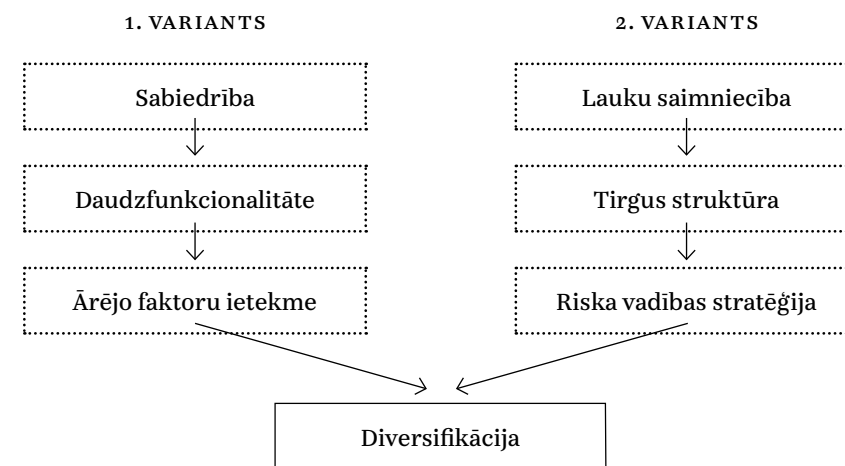 1. VARIANTS
Sabiedrība
Daudzfunkcionalitāte
Ārējo faktoru ietekme
2. VARIANTS
Lauku saimniecība
Tirgus struktūra
Riska vadības stratēģija
Diversifikācija